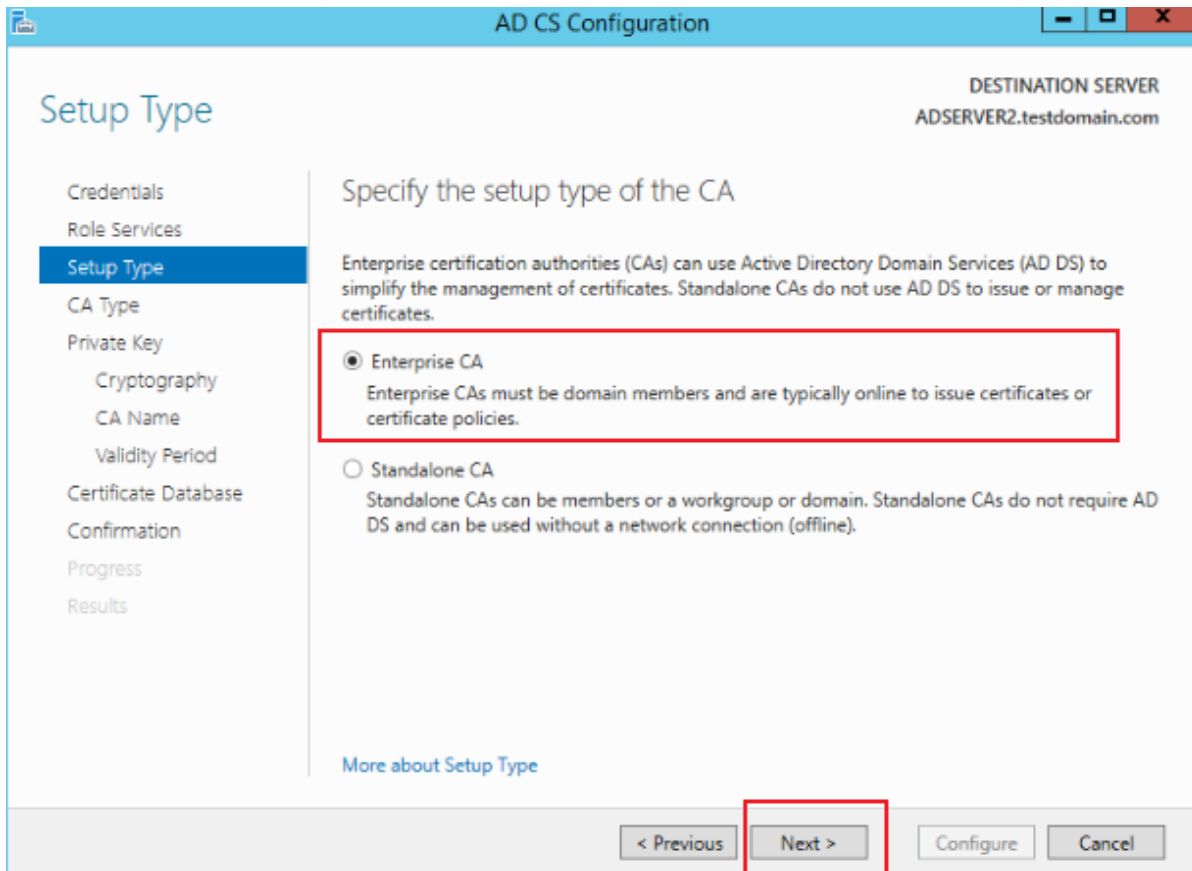 AD CS Configuration
x
Setup Type
DESTINATION SERVER
ADSERVER2.testdomain.com
Credentials
Role Services
Setup Type
CA Type
Private Key
Cryptography
CA Name
Validity Period
Certificate Database
Confirmation
Progress
Results
Specify the setup type of the CA
Enterprise certification authorities (CAs) can use Active Directory Domain Services (AD DS) to
simplify the management of certificates. Standalone CAs do not use AD DS to issue or manage
certificates.
Enterprise CA
Enterprise CAs must be domain members and are typically online to issue certificates or
certificate policies.
Standalone CA
Standalone CAs can be members or a workgroup or domain. Standalone CAs do not require AD
DS and can be used without a network connection (offline).
More about Setup Type
< Previous
Next >
Configure
Cancel